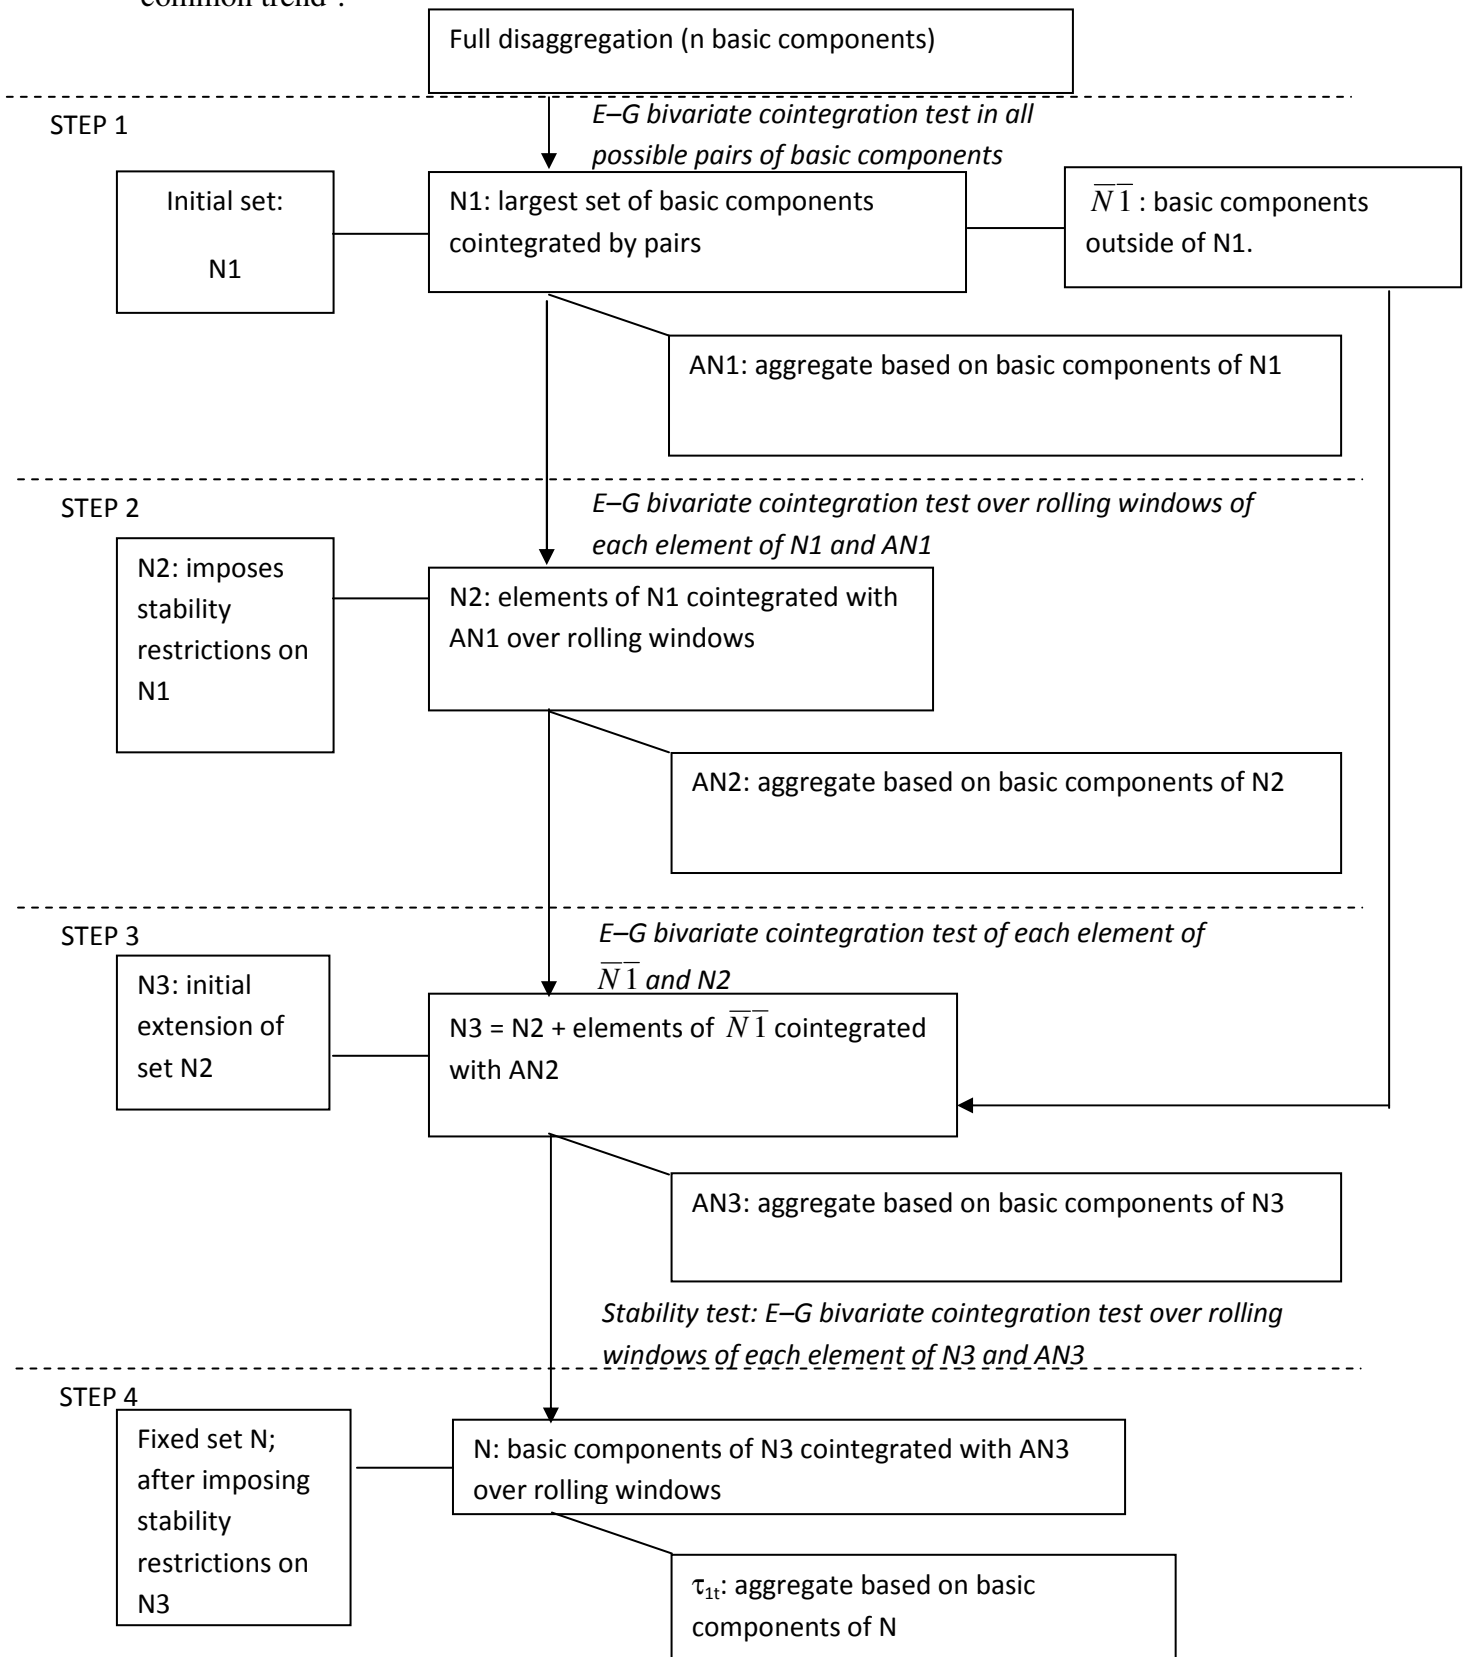 common trend".
Full disaggregation (n basic components)
STEP 1
E–G bivariate cointegration test in all
possible pairs of basic components
Initial set:
N1
N1: largest set of basic components
cointegrated by pairs
N̅1̅ : basic components
outside of N1.
AN1: aggregate based on basic components of N1
STEP 2
E–G bivariate cointegration test over rolling windows of
each element of N1 and AN1
N2: imposes
stability
restrictions on
N1
N2: elements of N1 cointegrated with
AN1 over rolling windows
AN2: aggregate based on basic components of N2
STEP 3
E–G bivariate cointegration test of each element of
N̅1̅ and N2
N3: initial
extension of
set N2
N3 = N2 + elements of N̅1̅ cointegrated
with AN2
AN3: aggregate based on basic components of N3
Stability test: E–G bivariate cointegration test over rolling
windows of each element of N3 and AN3
STEP 4
Fixed set N;
after imposing
stability
restrictions on
N3
N: basic components of N3 cointegrated with AN3
over rolling windows
τ₁ₜ: aggregate based on basic
components of N